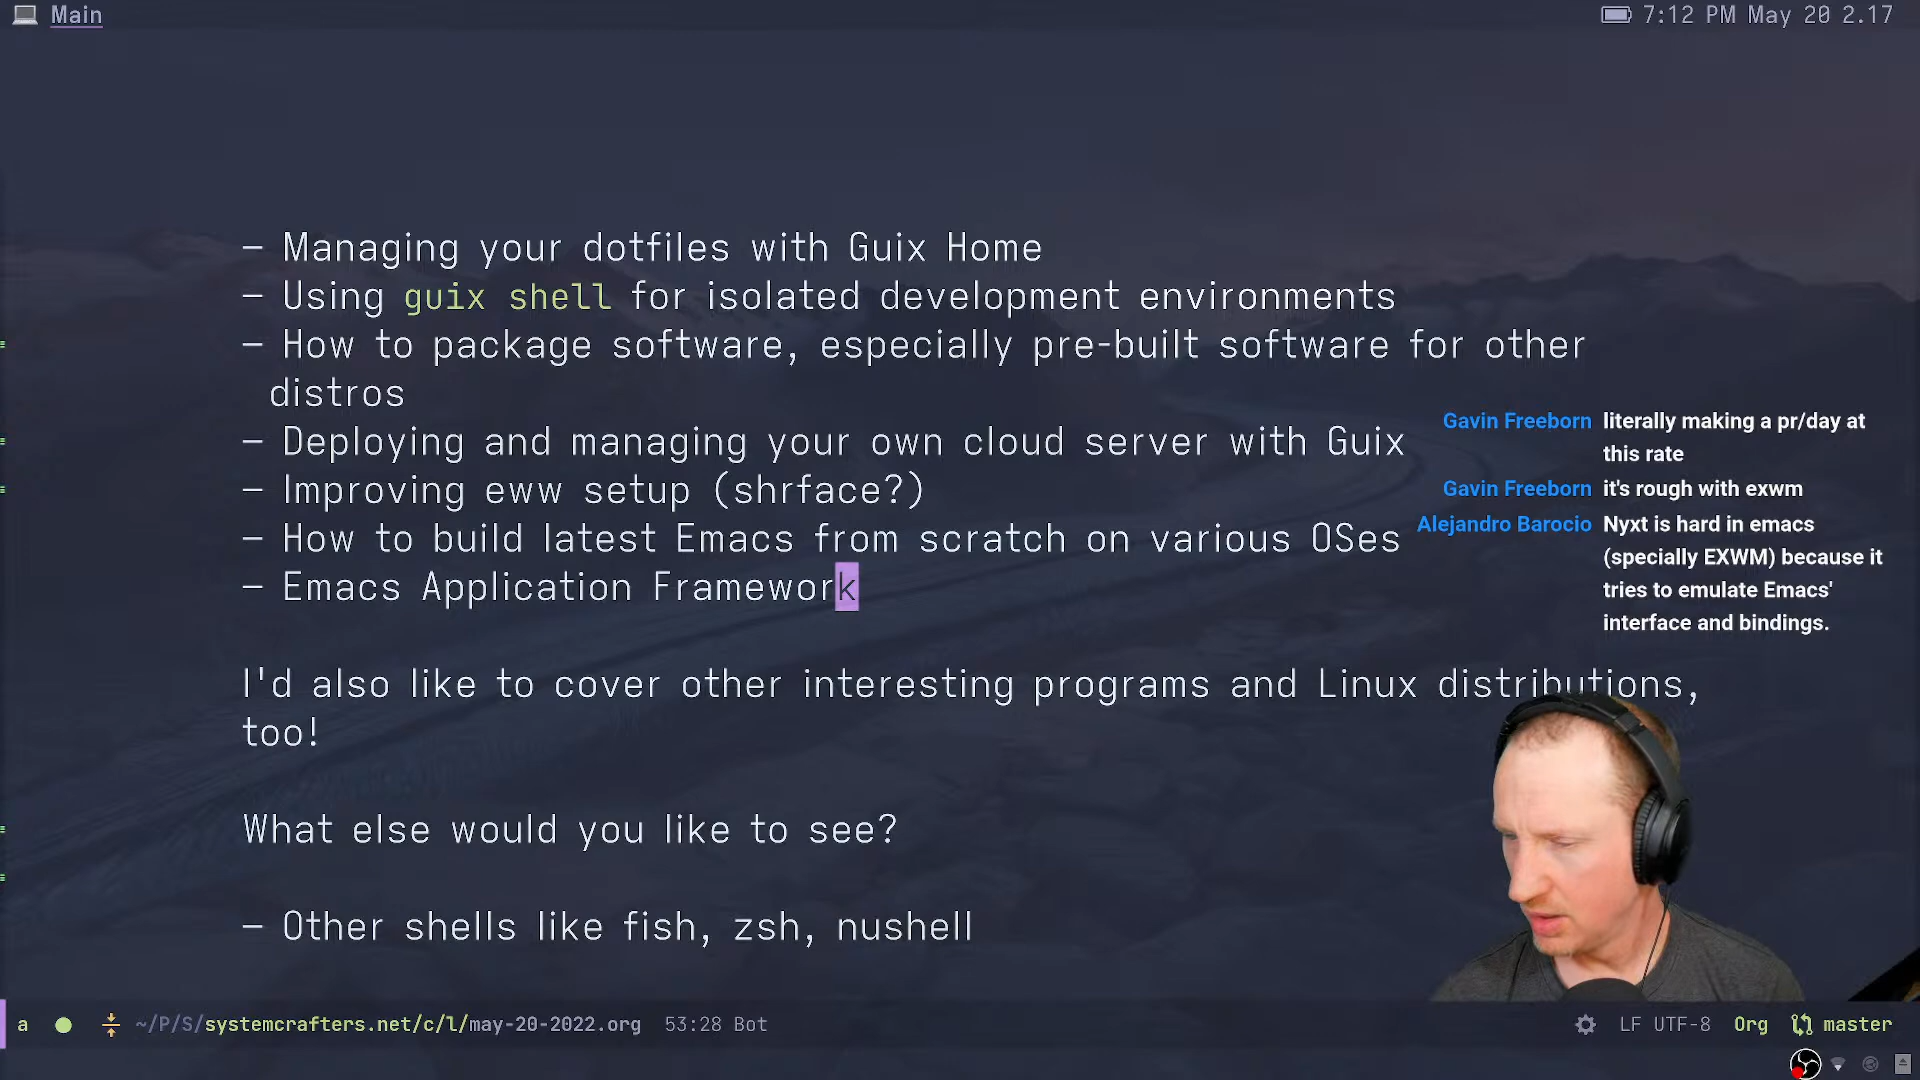 Main
7:12 PM May 20 2.17
– Managing your dotfiles with Guix Home
– Using guix shell for isolated development environments
– How to package software, especially pre-built software for other
distros
– Deploying and managing your own cloud server with Guix
– Improving eww setup (shrface?)
– How to build latest Emacs from scratch on various OSes
– Emacs Application Framework
I'd also like to cover other interesting programs and Linux distributions,
too!
What else would you like to see?
– Other shells like fish, zsh, nushell
Gavin Freeborn literally making a pr/day at
this rate
Gavin Freeborn it's rough with exwm
Alejandro Barocio Nyxt is hard in emacs
(specially EXWM) because it
tries to emulate Emacs'
interface and bindings.
a ~/P/S/systemcrafters.net/c/l/may-20-2022.org 53:28 Bot
LF UTF-8 Org master